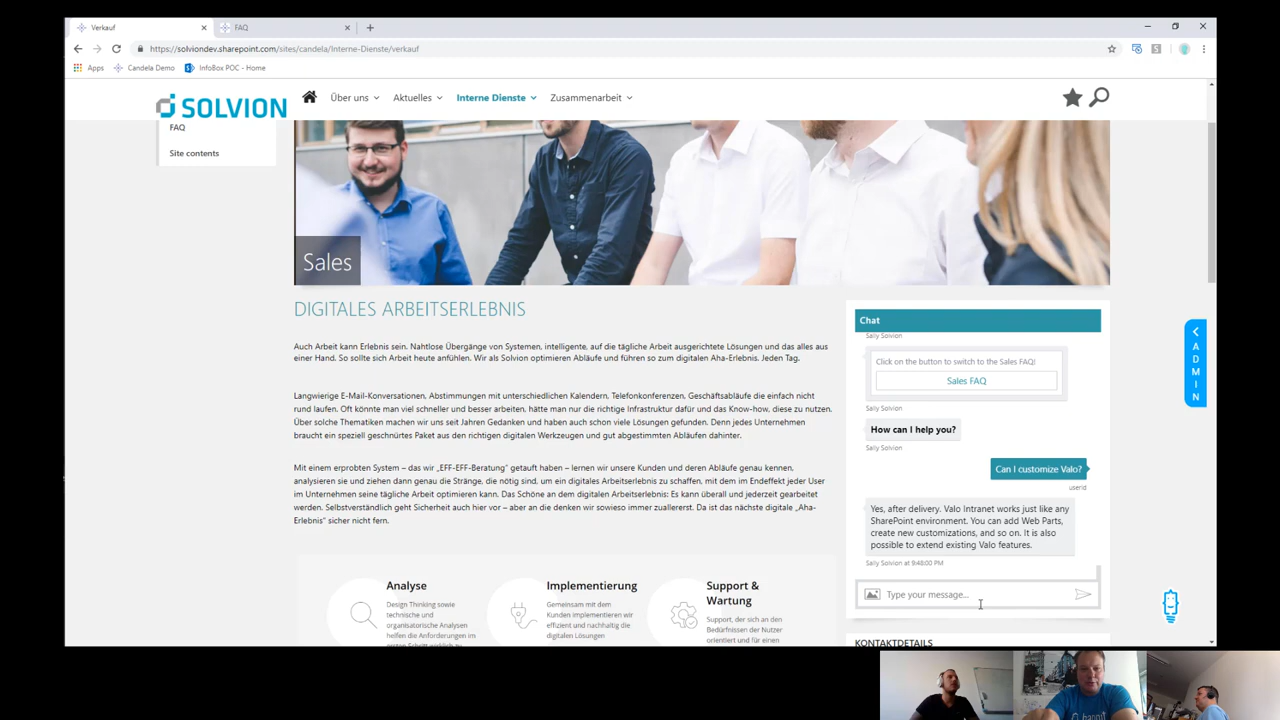 Verkauf
FAQ
https://solviondev.sharepoint.com/sites/candela/Interne-Dienste/verkauf
Apps
Candela Demo
InfoBox POC - Home
SOLVION
Über uns
Aktuelles
Interne Dienste
Zusammenarbeit
FAQ
Site contents
Sales
DIGITALES ARBEITSERLEBNIS
Auch Arbeit kann Erlebnis sein. Nahtlose Übergänge von Systemen, intelligente, auf die tägliche Arbeit ausgerichtete Lösungen und das alles aus
einer Hand. So sollte sich Arbeit heute anfühlen. Wir als Solvion optimieren Abläufe und führen so zum digitalen Aha-Erlebnis. Jeden Tag.
Langwierige E-Mail-Konversationen, Abstimmungen mit unterschiedlichen Kalendern, Telefonkonferenzen, Geschäftsabläufe die einfach nicht
rund laufen. Oft könnte man viel schneller und besser arbeiten, hätte man nur die richtige Infrastruktur dafür und das Know-how, diese zu nutzen.
Über solche Thematiken machen wir uns seit Jahren Gedanken und haben auch schon viele Lösungen gefunden. Denn jedes Unternehmen
braucht ein speziell geschnürtes Paket aus den richtigen digitalen Werkzeugen und gut abgestimmten Abläufen dahinter.
Mit einem erprobten System – das wir „EFF-EFF-Beratung" getauft haben – lernen wir unsere Kunden und deren Abläufe genau kennen,
analysieren sie und ziehen dann genau die Stränge, die nötig sind, um ein digitales Arbeitserlebnis zu schaffen, mit dem im Endeffekt jeder User
im Unternehmen seine tägliche Arbeit optimieren kann. Das Schöne an dem digitalen Arbeitserlebnis: Es kann überall und jederzeit gearbeitet
werden. Selbstverständlich geht Sicherheit auch hier vor – aber an die denken wir sowieso immer zuallererst. Da ist das nächste digitale „Aha-
Erlebnis" sicher nicht fern.
Analyse
Design Thinking sowie
technische und
organisatorische Analysen
helfen die Anforderungen im
Implementierung
Gemeinsam mit dem
Kunden implementieren wir
effizient und nachhaltig die
digitalen Lösungen
Support &
Wartung
Support, der sich an den
Bedürfnissen der Nutzer
orientiert und für einen
Chat
Sally Solvion
Click on the button to switch to the Sales FAQ!
Sales FAQ
Sally Solvion
How can I help you?
Sally Solvion
Can I customize Valo?
userid
Yes, after delivery. Valo Intranet works just like any
SharePoint environment. You can add Web Parts,
create new customizations, and so on. It is also
possible to extend existing Valo features.
Sally Solvion at 9:48:00 PM
Type your message...
KONTAKTDETAILS
ADMIN